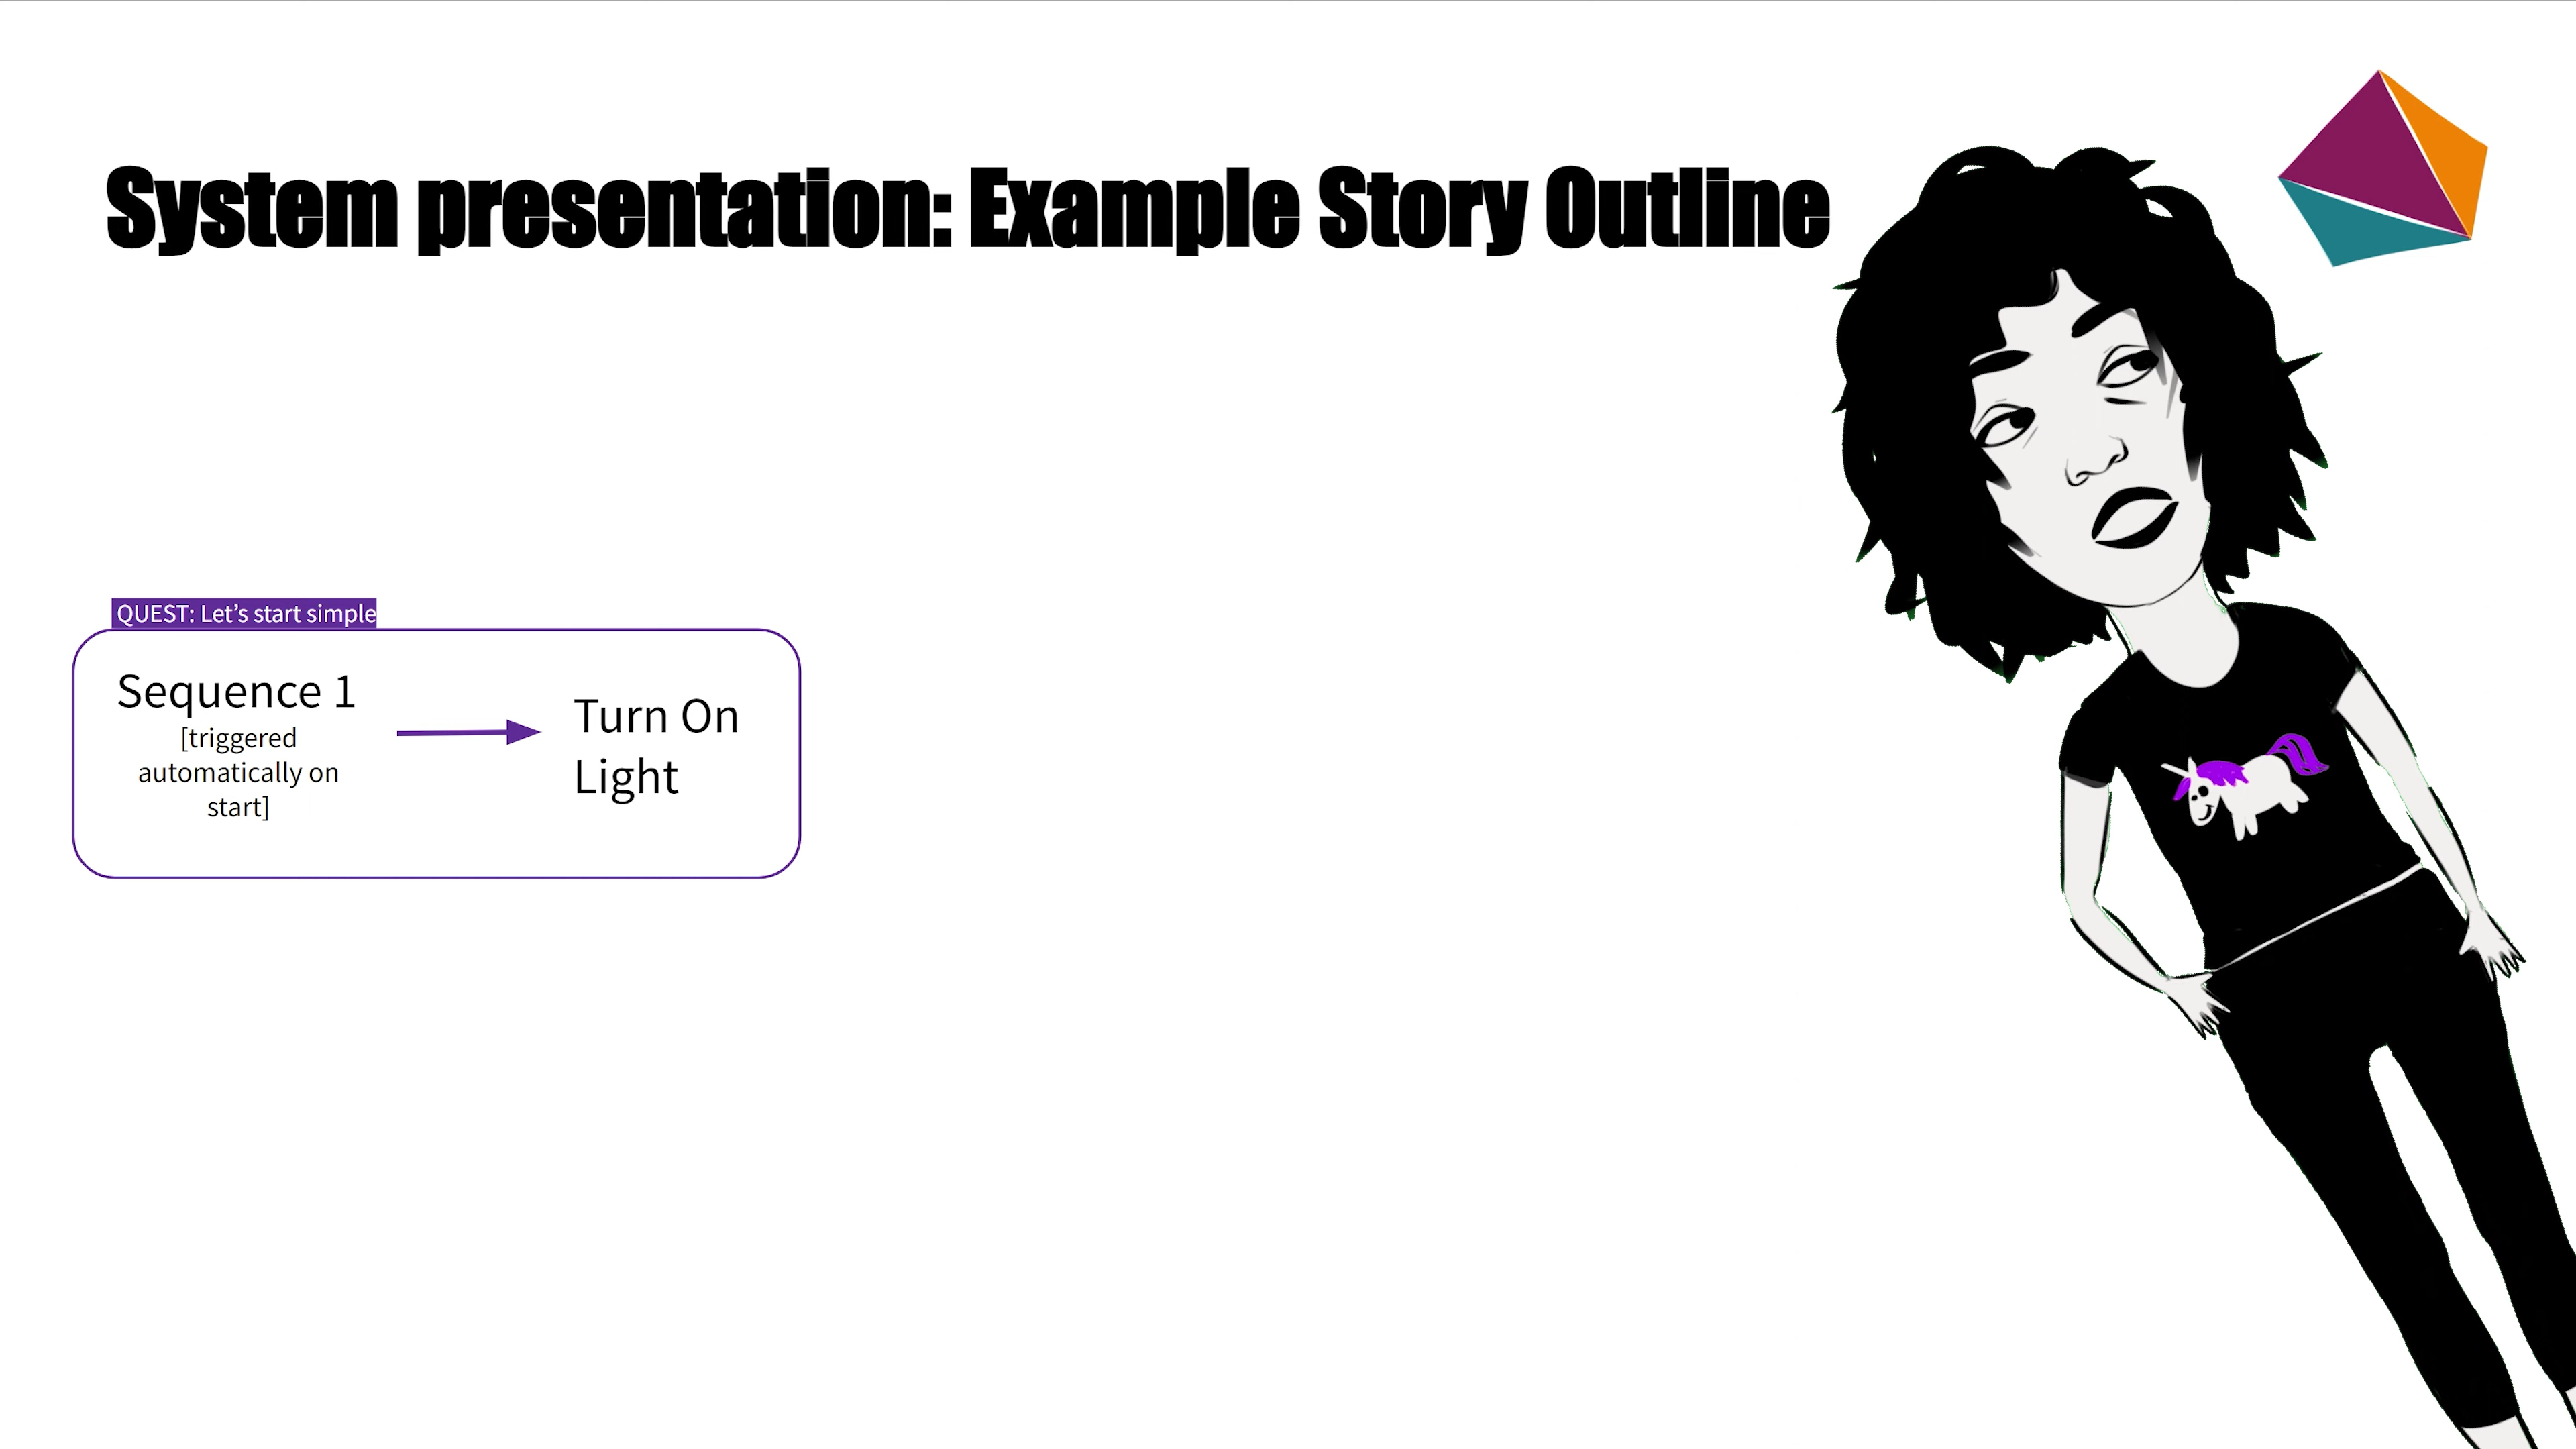 System presentation: Example Story Outline
QUEST: Let’s start simple
Sequence 1
[triggered
automatically on
start]
Turn On
Light